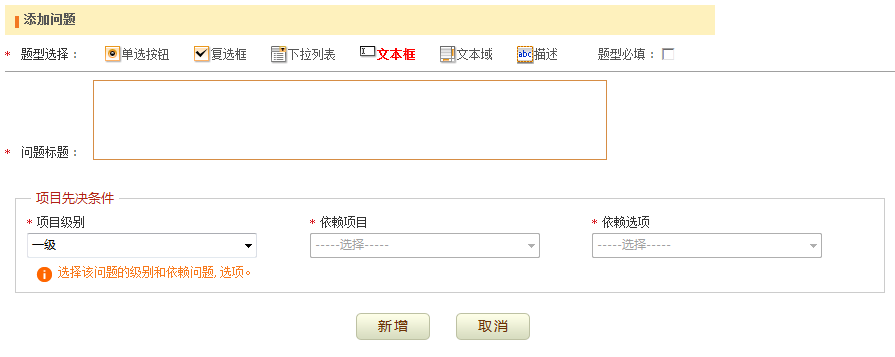 添加问题
* 题型选择： 单选按钮 复选框 下拉列表 文本框 文本域 abc 描述 题型必填：
* 问题标题：
项目先决条件
* 项目级别 * 依赖项目 * 依赖选项
一级 -----选择----- -----选择-----
选择该问题的级别和依赖问题, 选项。
新增 取消